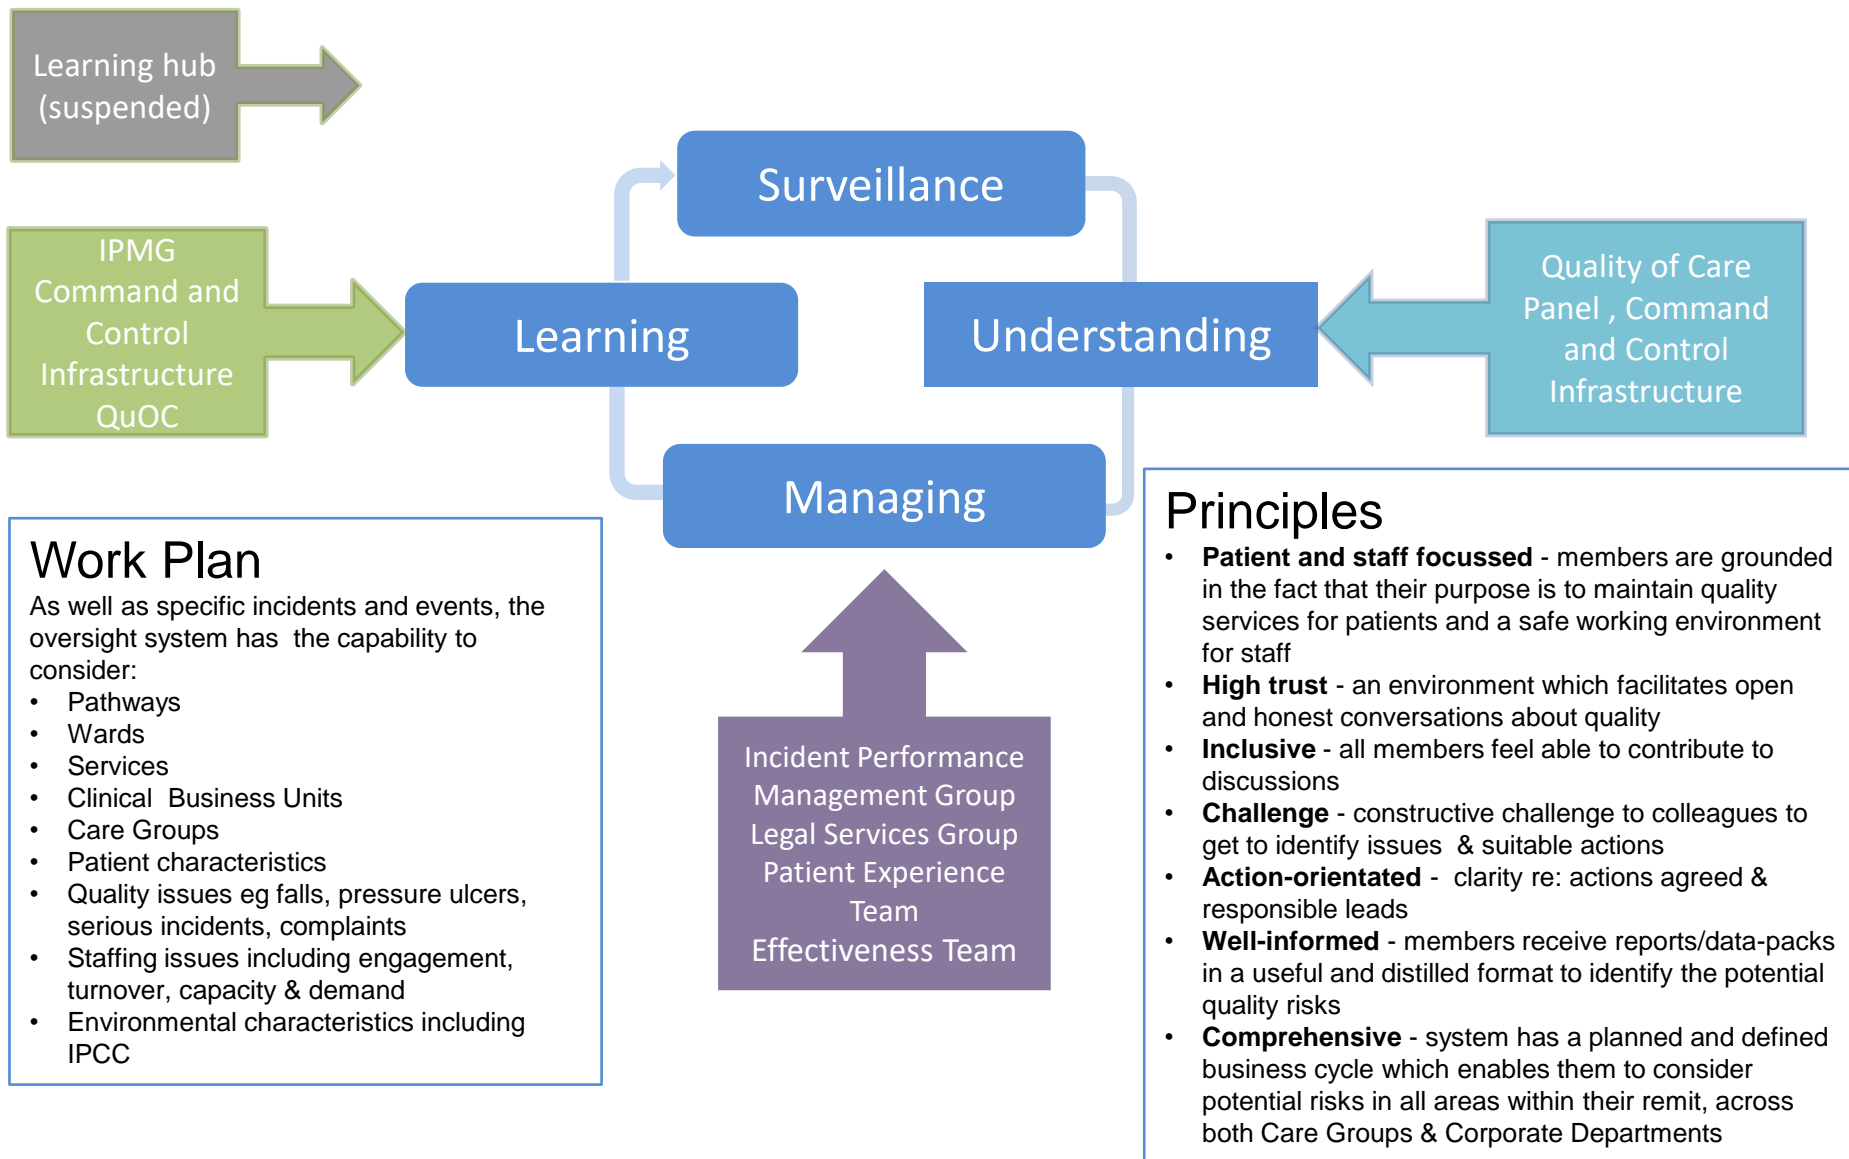 Learning hub
(suspended)
Surveillance
IPMG
Command and
Control
Infrastructure
QuOC
Learning
Understanding
Quality of Care
Panel , Command
and Control
Infrastructure
Managing
Work Plan
As well as specific incidents and events, the
oversight system has  the capability to
consider:
• Pathways
• Wards
• Services
• Clinical  Business Units
• Care Groups
• Patient characteristics
• Quality issues eg falls, pressure ulcers,
serious incidents, complaints
• Staffing issues including engagement,
turnover, capacity & demand
• Environmental characteristics including
IPCC
Incident Performance
Management Group
Legal Services Group
Patient Experience
Team
Effectiveness Team
Principles
• Patient and staff focussed - members are grounded
in the fact that their purpose is to maintain quality
services for patients and a safe working environment
for staff
• High trust - an environment which facilitates open
and honest conversations about quality
• Inclusive - all members feel able to contribute to
discussions
• Challenge - constructive challenge to colleagues to
get to identify issues  & suitable actions
• Action-orientated -  clarity re: actions agreed &
responsible leads
• Well-informed - members receive reports/data-packs
in a useful and distilled format to identify the potential
quality risks
• Comprehensive - system has a planned and defined
business cycle which enables them to consider
potential risks in all areas within their remit, across
both Care Groups & Corporate Departments